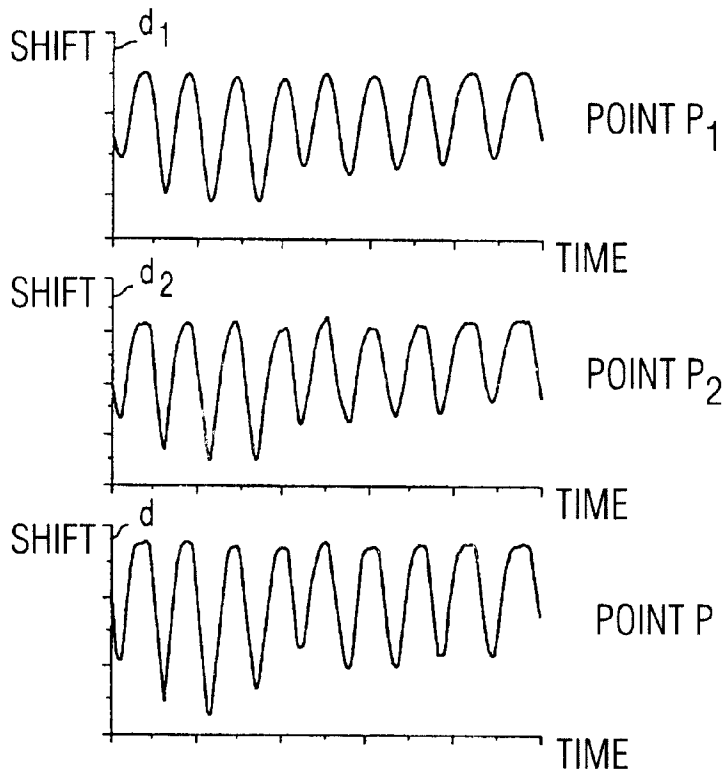 SHIFT d1
POINT P1
TIME
SHIFT d2
POINT P2
TIME
SHIFT d
POINT P
TIME